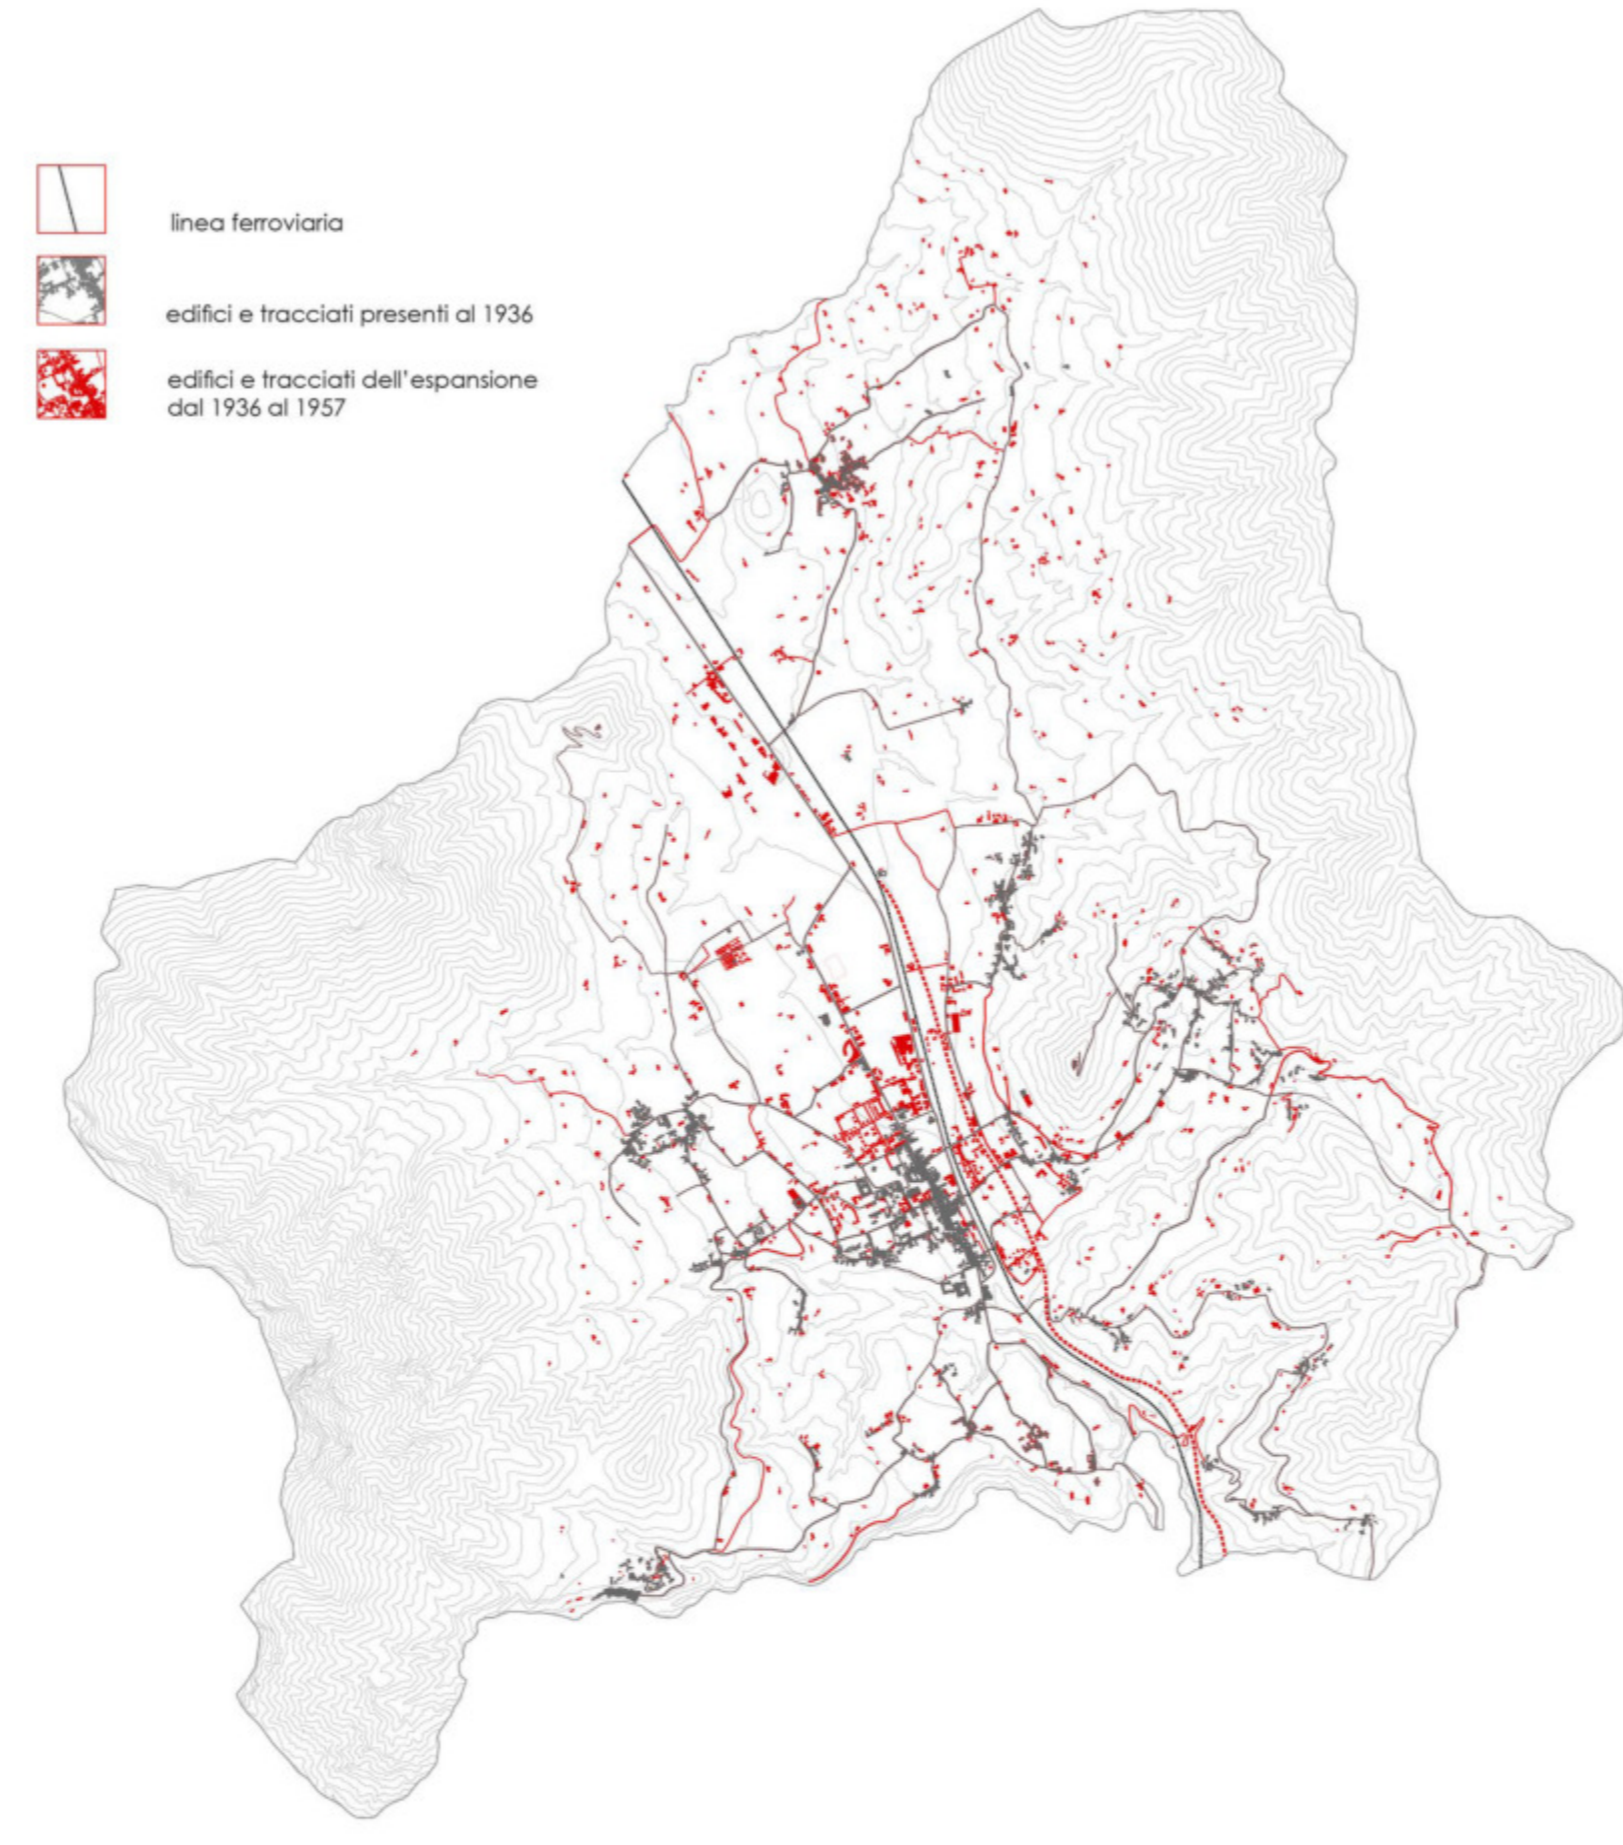 linea ferroviaria
edifici e tracciati presenti al 1936
edifici e tracciati dell'espansione
dal 1936 al 1957